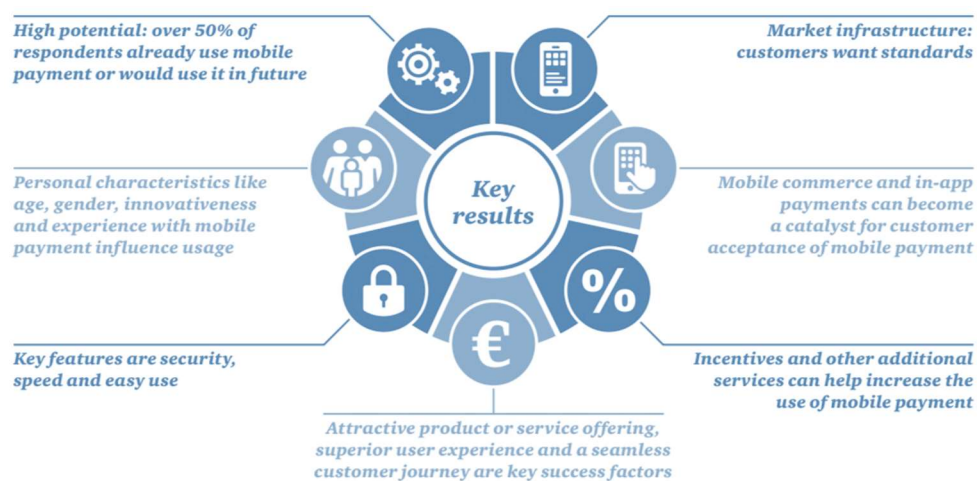 High potential: over 50% of
respondents already use mobile
payment or would use it in future
Market infrastructure:
customers want standards
Personal characteristics like
age, gender, innovativeness
and experience with mobile
payment influence usage
Key
results
Mobile commerce and in-app
payments can become
a catalyst for customer
acceptance of mobile payment
%
€
Key features are security,
speed and easy use
Incentives and other additional
services can help increase the
use of mobile payment
Attractive product or service offering,
superior user experience and a seamless
customer journey are key success factors